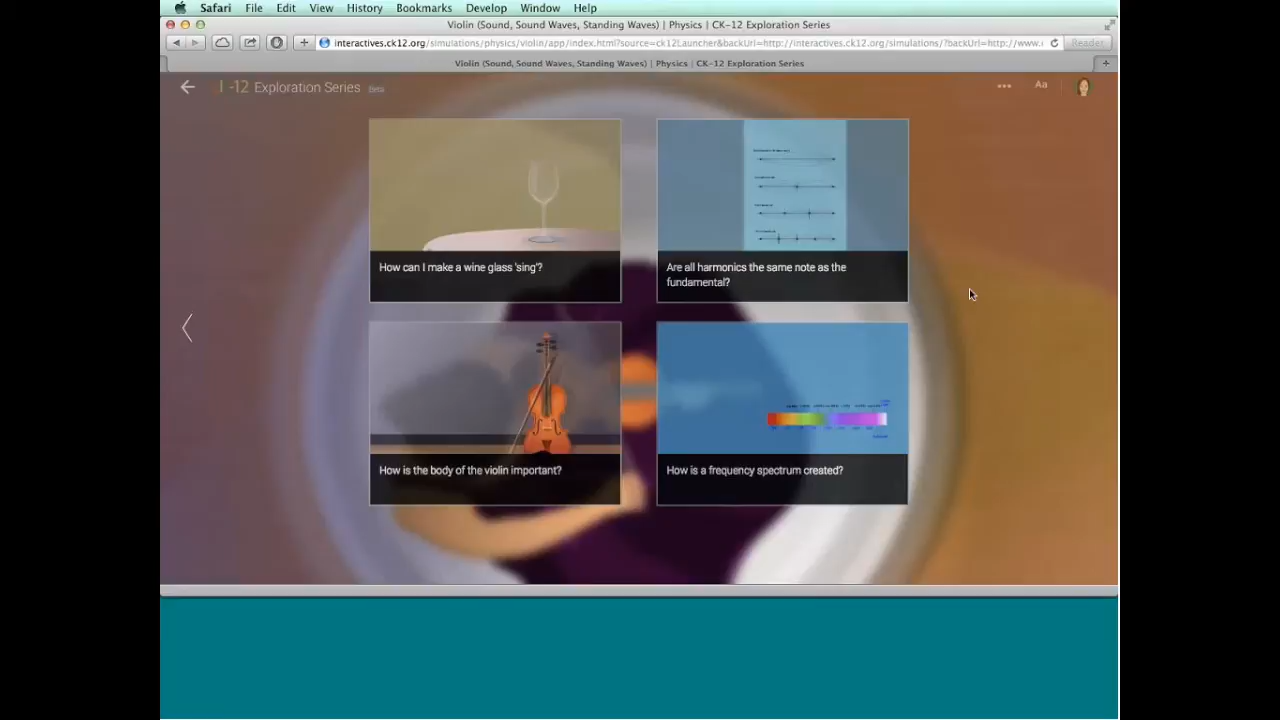 Safari File Edit View History Bookmarks Develop Window Help
Violin (Sound, Sound Waves, Standing Waves) | Physics | CK-12 Exploration Series
interactives.ck12.org/simulations/physics/violin/app/index.html?source=ck12Launcher&backUrl=http://interactives.ck12.org/simulations/?backUrl=http://www.c
Reader
Violin (Sound, Sound Waves, Standing Waves) | Physics | CK-12 Exploration Series
-12 Exploration Series Beta
Aa
How can I make a wine glass 'sing'?
Are all harmonics the same note as the
fundamental?
How is the body of the violin important?
How is a frequency spectrum created?